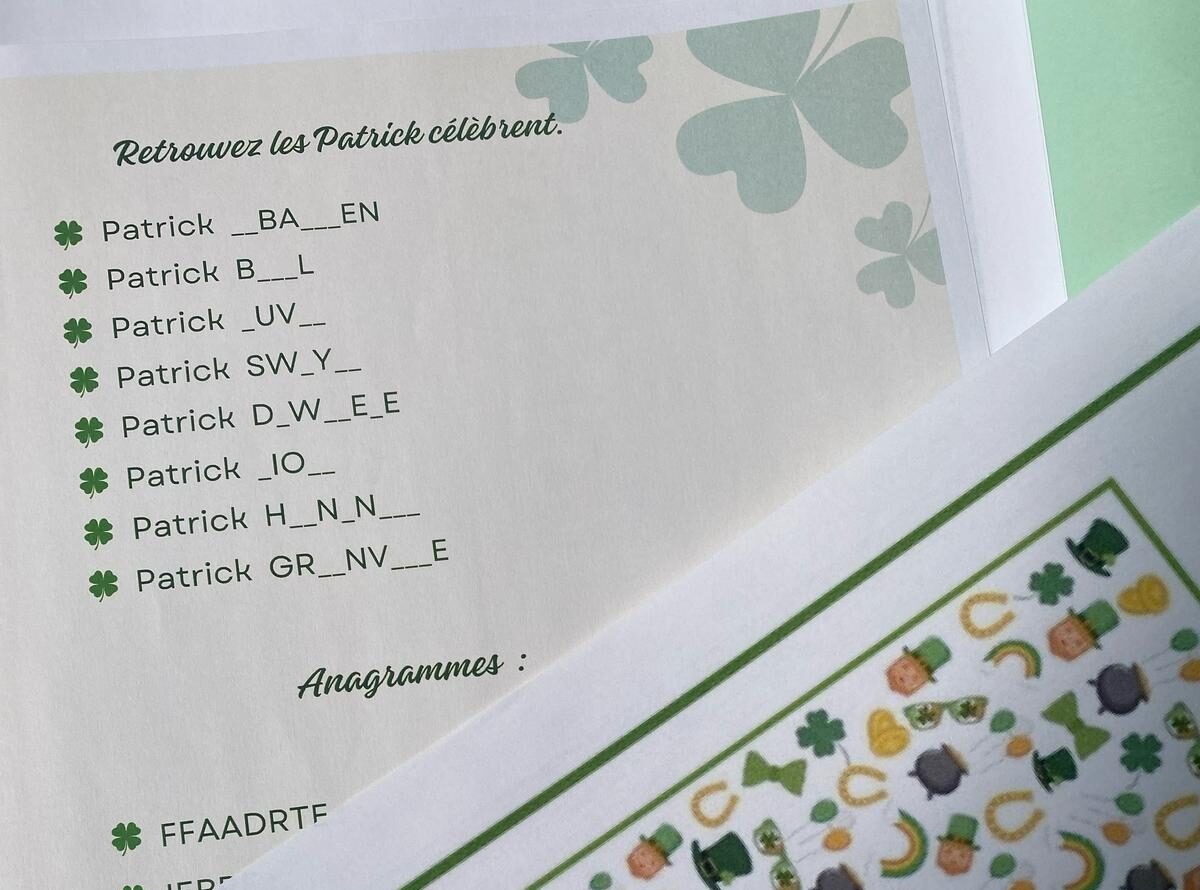 Retrouvez les Patrick célèbrent.
Patrick __BA___EN
Patrick B___L
Patrick _UV__
Patrick SW_Y__
Patrick D_W__E_E
Patrick _IO__
Patrick H__N_N___
Patrick GR__NV___E
Anagrammes :
FFAADRTE